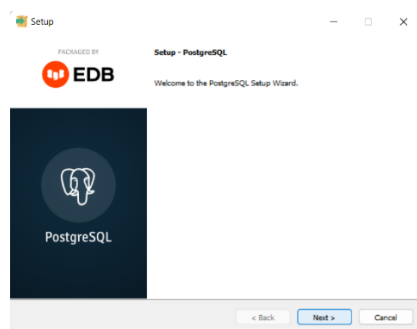 Setup
PACKAGED BY
EDB
Setup - PostgreSQL
Welcome to the PostgreSQL Setup Wizard.
PostgreSQL
< Back
Next >
Cancel